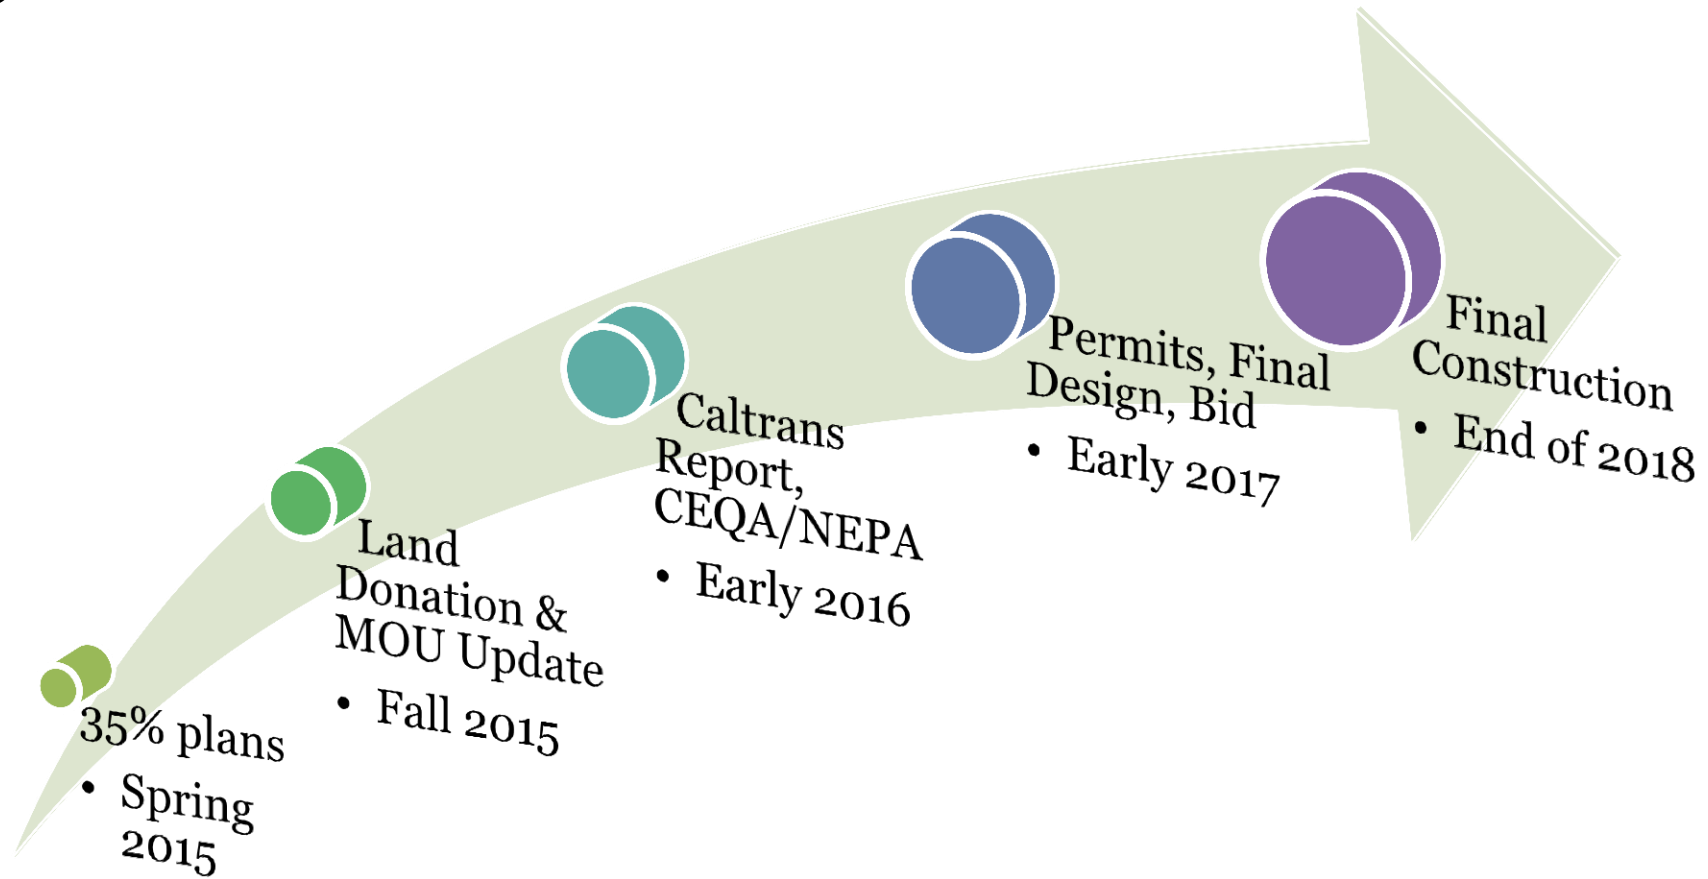 35% plans
• Spring
2015
Land
Donation &
MOU Update
• Fall 2015
Caltrans
Report,
CEQA/NEPA
• Early 2016
Permits, Final
Design, Bid
• Early 2017
Final
Construction
• End of 2018